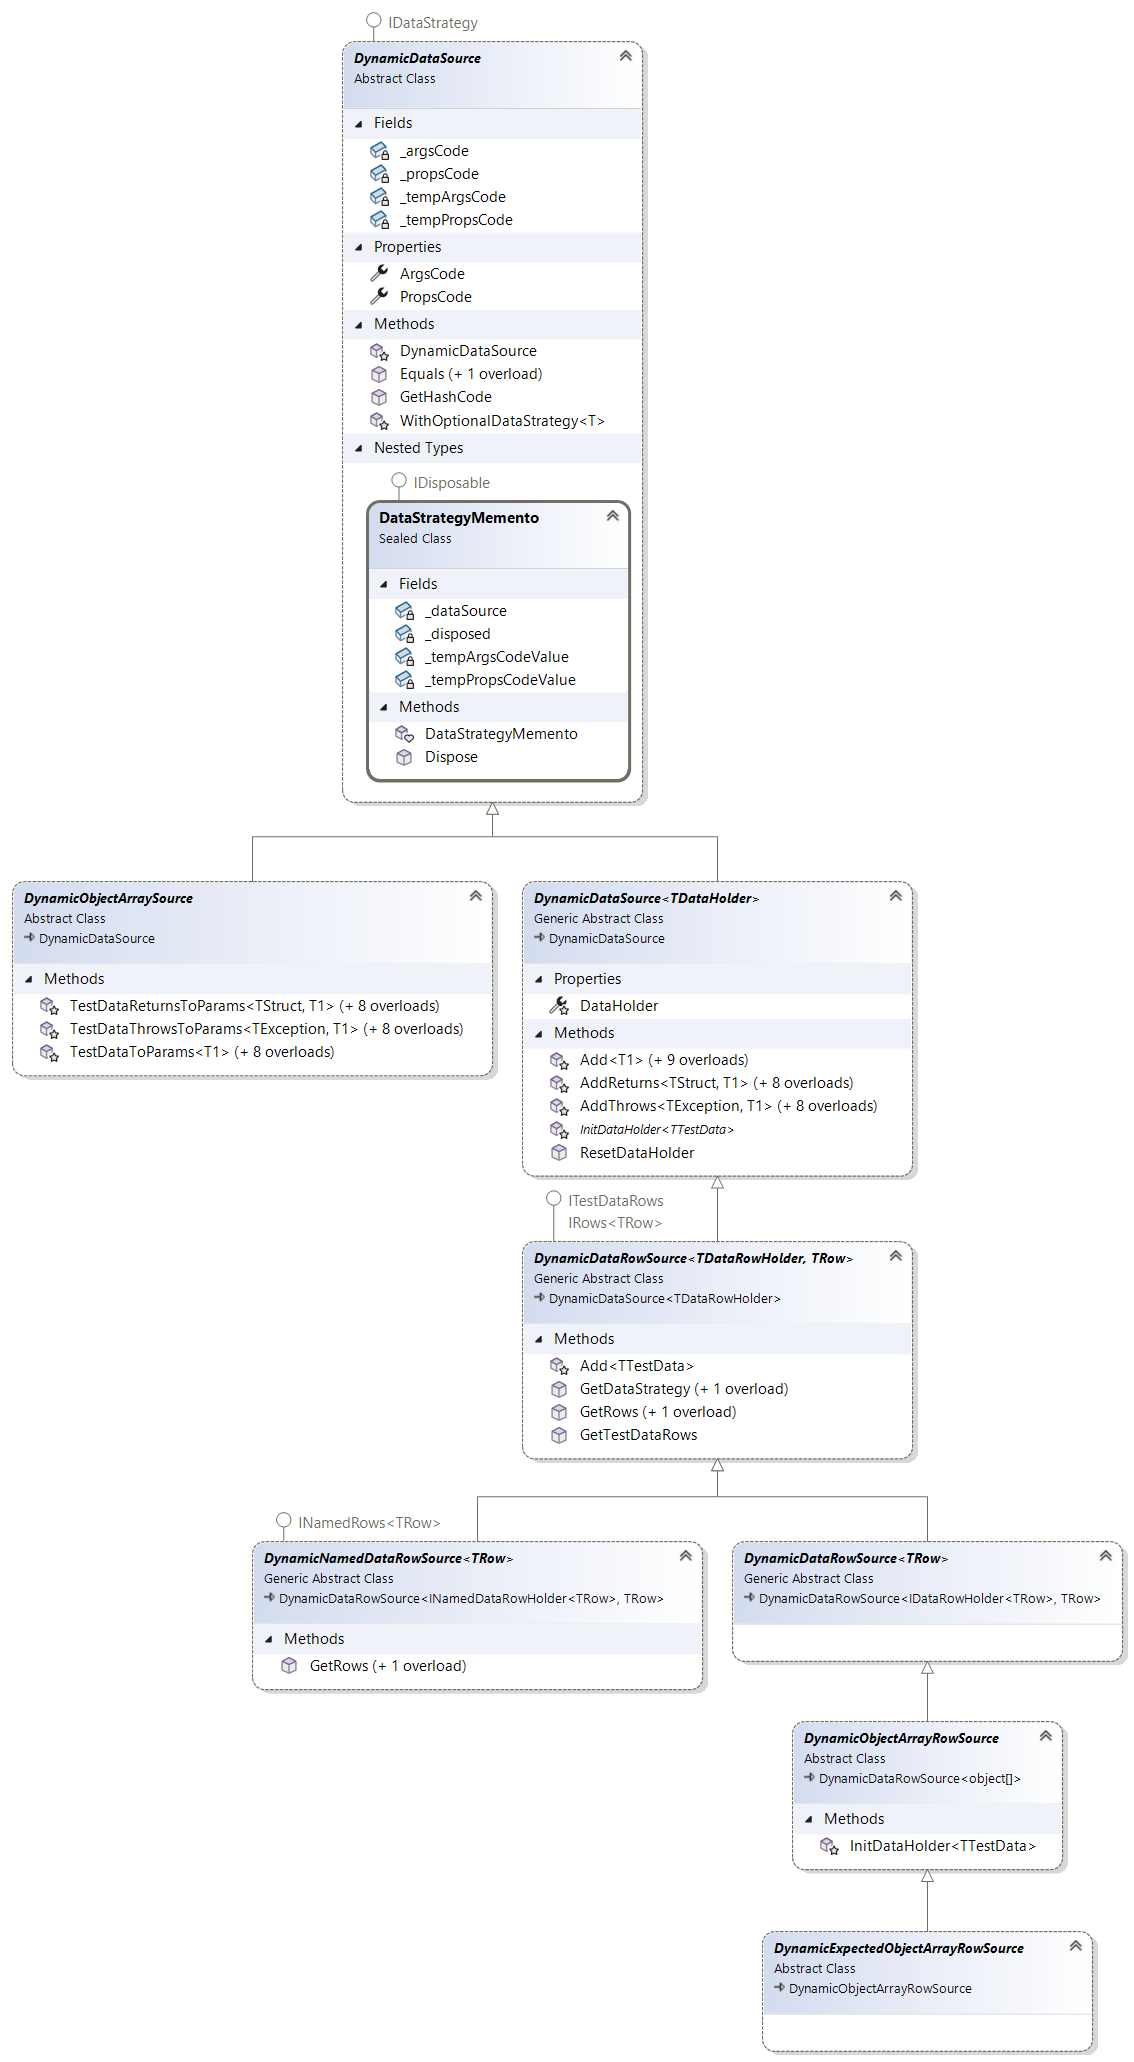 IDataStrategy
DynamicDataSource
Abstract Class
Fields
_argsCode
_propsCode
_tempArgsCode
_tempPropsCode
Properties
ArgsCode
PropsCode
Methods
DynamicDataSource
Equals (+ 1 overload)
GetHashCode
WithOptionalDataStrategy<T>
Nested Types
IDisposable
DataStrategyMemento
Sealed Class
Fields
_dataSource
_disposed
_tempArgsCodeValue
_tempPropsCodeValue
Methods
DataStrategyMemento
Dispose
DynamicObjectArraySource
Abstract Class
DynamicDataSource
Methods
TestDataReturnsToParams<TStruct, T1> (+ 8 overloads)
TestDataThrowsToParams<TException, T1> (+ 8 overloads)
TestDataToParams<T1> (+ 8 overloads)
DynamicDataSource<TDataHolder>
Generic Abstract Class
DynamicDataSource
Properties
DataHolder
Methods
Add<T1> (+ 9 overloads)
AddReturns<TStruct, T1> (+ 8 overloads)
AddThrows<TException, T1> (+ 8 overloads)
InitDataHolder<TTestData>
ResetDataHolder
ITestDataRows
IRows<TRow>
DynamicDataRowSource<TDataRowHolder, TRow>
Generic Abstract Class
DynamicDataSource<TDataRowHolder>
Methods
Add<TTestData>
GetDataStrategy (+ 1 overload)
GetRows (+ 1 overload)
GetTestDataRows
INamedRows<TRow>
DynamicNamedDataRowSource<TRow>
Generic Abstract Class
DynamicDataRowSource<INamedDataRowHolder<TRow>, TRow>
Methods
GetRows (+ 1 overload)
DynamicDataRowSource<TRow>
Generic Abstract Class
DynamicDataRowSource<IDataRowHolder<TRow>, TRow>
DynamicObjectArrayRowSource
Abstract Class
DynamicDataRowSource<object[]>
Methods
InitDataHolder<TTestData>
DynamicExpectedObjectArrayRowSource
Abstract Class
DynamicObjectArrayRowSource